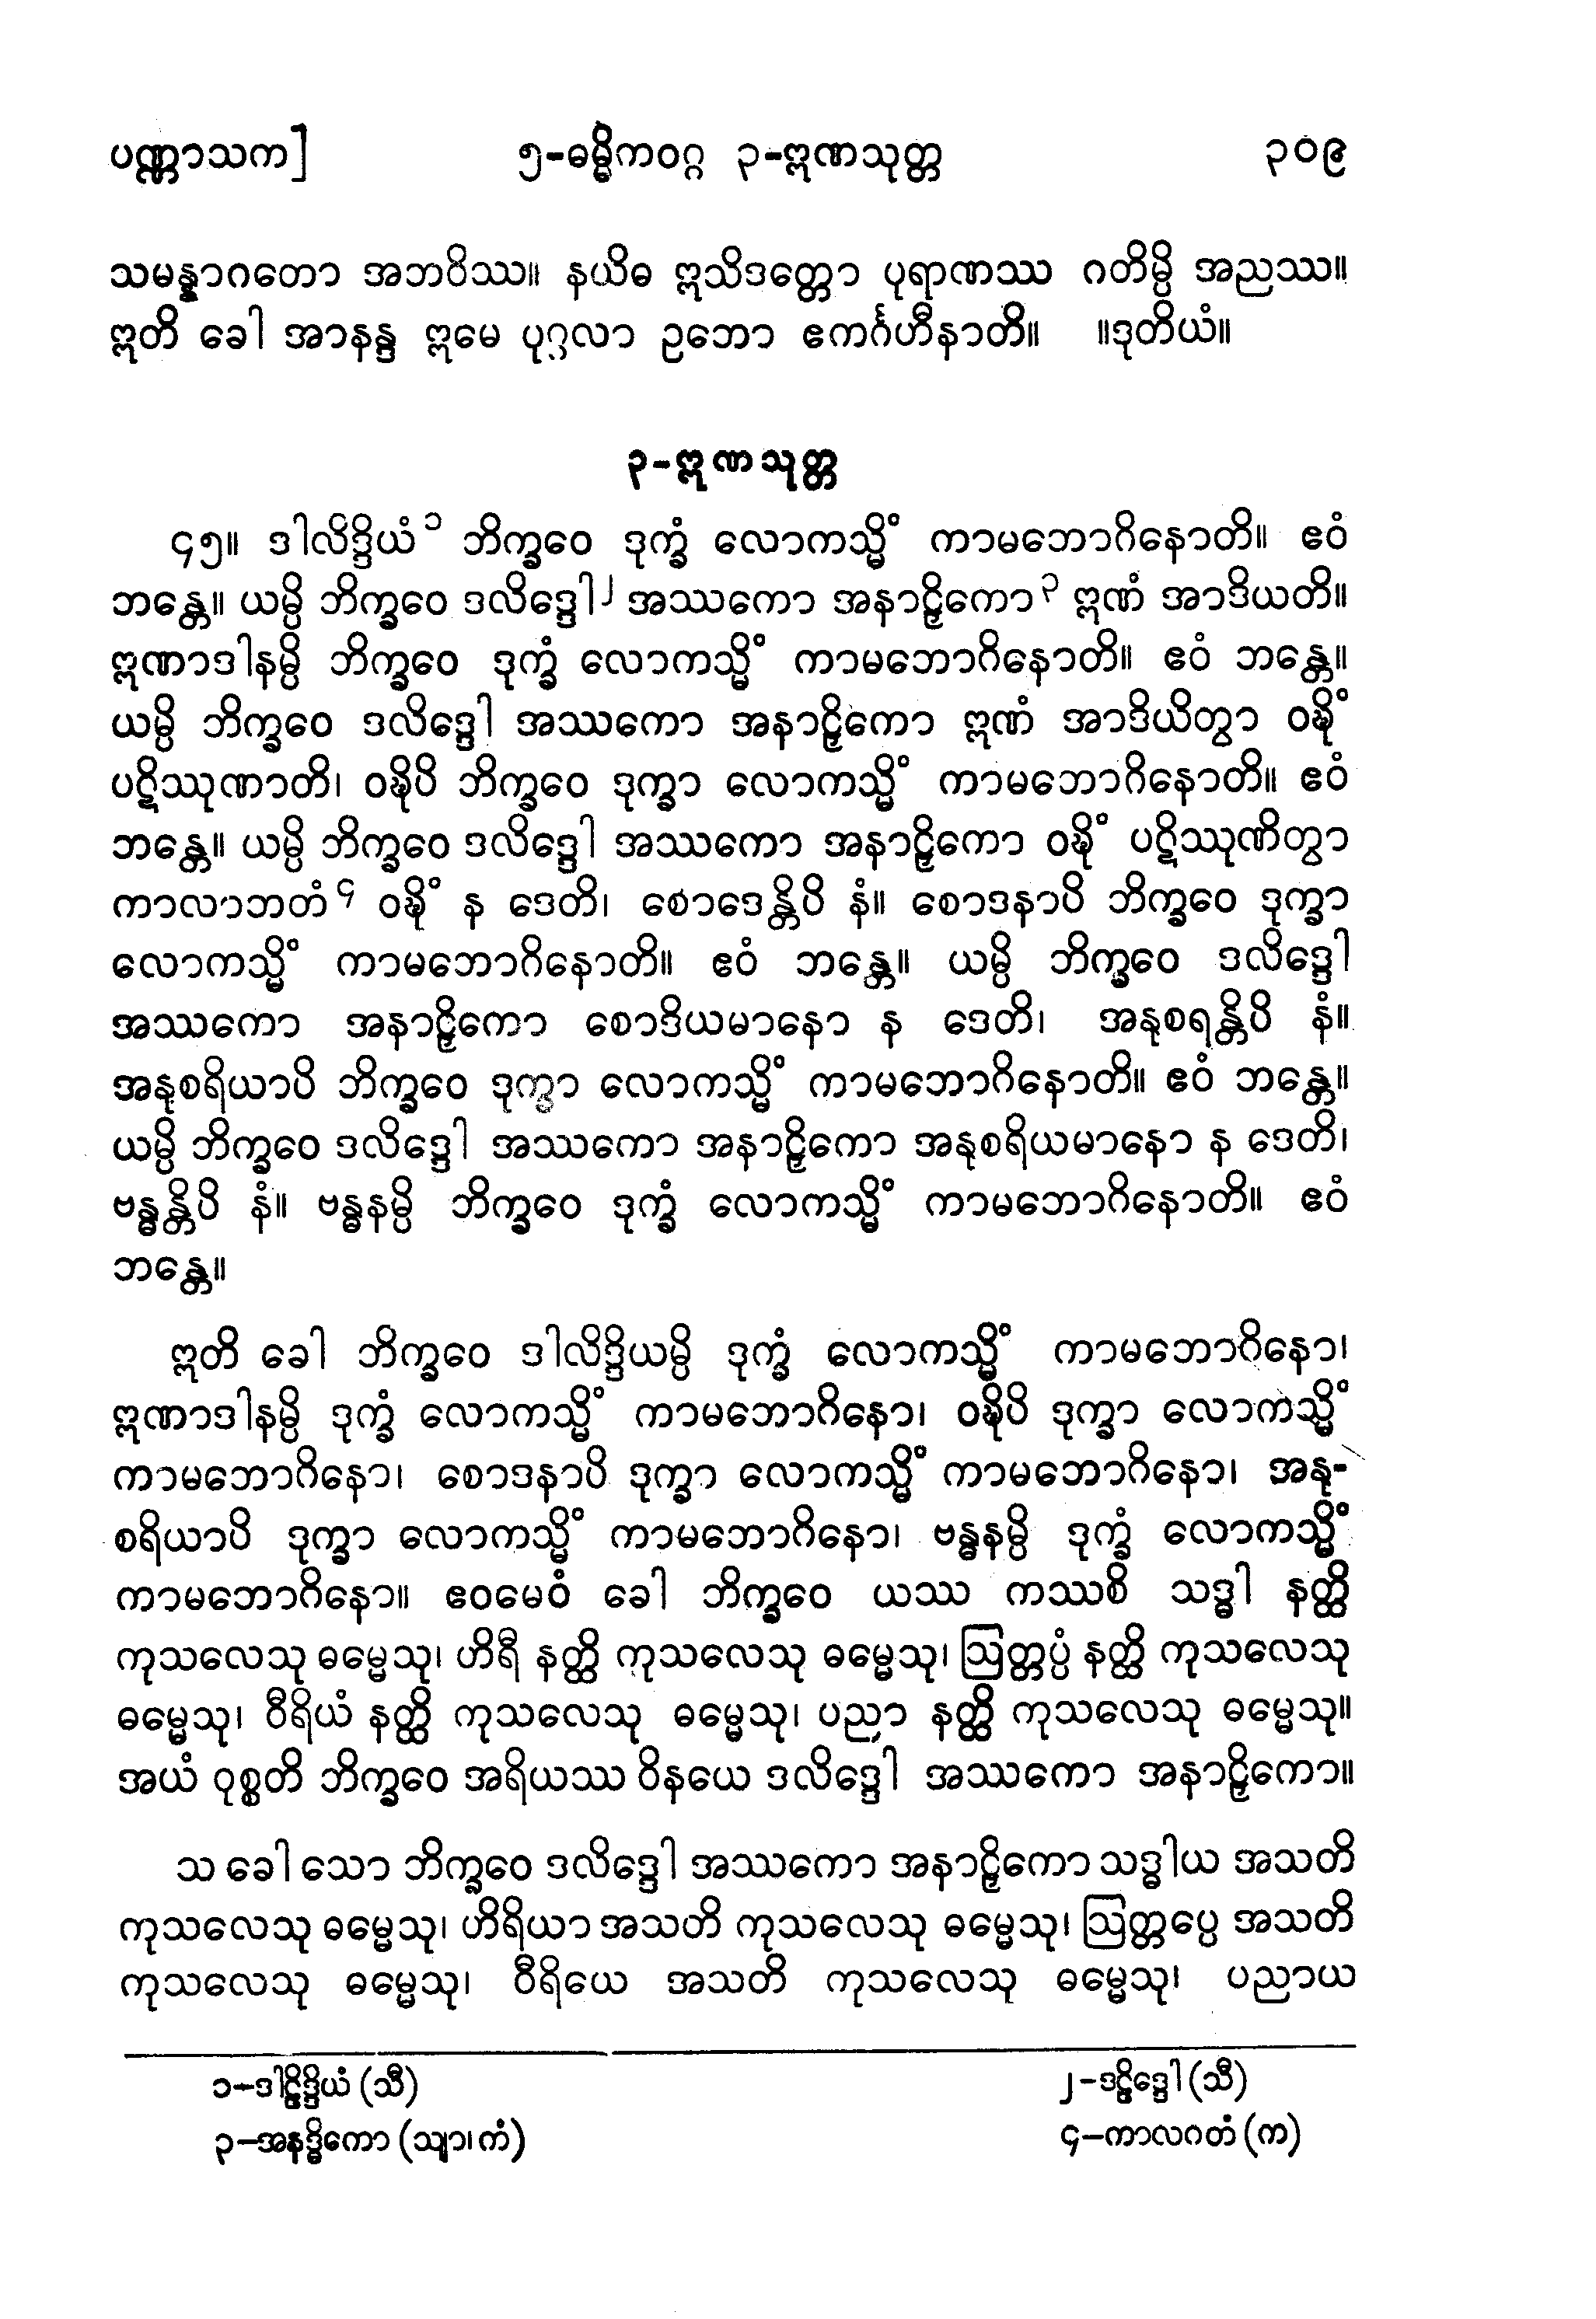 ပဏ္ဏာသက] ၅-ဓမ္မိကဝဂ္ဂ ၃-ဣဏသုတ္တ ၃၀၉
သမန္နာဂတော အဘဝိဿ။ နယိဓ ဣသိဒတ္တော ပုရာဏဿ ဂတိမ္ပိ အညဿ။
ဣတိ ခေါ အာနန္ဒ ဣမေ ပုဂ္ဂလာ ဥဘော ဧကင်္ဂဟီနာတိ။ ။ဒုတိယံ။
၃-ဣဏသုတ္တ
၄၅။ ဒါလိဒ္ဒိယံ၁ ဘိက္ခဝေ ဒုက္ခံ လောကသ္မိံ ကာမဘောဂိနောတိ။ ဧဝံ
ဘန္တေ။ ယမ္ပိ ဘိက္ခဝေ ဒလိဒ္ဒေါ၂ အဿကော အနာဠှိကော၃ ဣဏံ အာဒိယတိ။
ဣဏာဒါနမ္ပိ ဘိက္ခဝေ ဒုက္ခံ လောကသ္မိံ ကာမဘောဂိနောတိ။ ဧဝံ ဘန္တေ။
ယမ္ပိ ဘိက္ခဝေ ဒလိဒ္ဒေါ အဿကော အနာဠှိကော ဣဏံ အာဒိယိတွာ ဝဍ္ဎိံ
ပဋိဿုဏာတိ၊ ဝဍ္ဎိပိ ဘိက္ခဝေ ဒုက္ခာ လောကသ္မိံ ကာမဘောဂိနောတိ။ ဧဝံ
ဘန္တေ။ ယမ္ပိ ဘိက္ခဝေ ဒလိဒ္ဒေါ အဿကော အနာဠှိကော ဝဍ္ဎိံ ပဋိဿုဏိတွာ
ကာလာဘတံ၄ ဝဍ္ဎိံ န ဒေတိ၊ စောဒေန္တိပိ နံ။ စောဒနာပိ ဘိက္ခဝေ ဒုက္ခာ
လောကသ္မိံ ကာမဘောဂိနောတိ။ ဧဝံ ဘန္တေ။ ယမ္ပိ ဘိက္ခဝေ ဒလိဒ္ဒေါ
အဿကော အနာဠှိကော စောဒိယမာနော န ဒေတိ၊ အနုစရန္တိပိ နံ။
အနုစရိယာပိ ဘိက္ခဝေ ဒုက္ခာ လောကသ္မိံ ကာမဘောဂိနောတိ။ ဧဝံ ဘန္တေ။
ယမ္ပိ ဘိက္ခဝေ ဒလိဒ္ဒေါ အဿကော အနာဠှိကော အနုစရိယမာနော န ဒေတိ၊
ဗန္ဓန္တိပိ နံ။ ဗန္ဓနမ္ပိ ဘိက္ခဝေ ဒုက္ခံ လောကသ္မိံ ကာမဘောဂိနောတိ။ ဧဝံ
ဘန္တေ။
ဣတိ ခေါ ဘိက္ခဝေ ဒါလိဒ္ဒိယမ္ပိ ဒုက္ခံ လောကသ္မိံ ကာမဘောဂိနော၊
ဣဏာဒါနမ္ပိ ဒုက္ခံ လောကသ္မိံ ကာမဘောဂိနော၊ ဝဍ္ဎိပိ ဒုက္ခာ လောကသ္မိံ
ကာမဘောဂိနော၊ စောဒနာပိ ဒုက္ခာ လောကသ္မိံ ကာမဘောဂိနော၊ အနု-
စရိယာပိ ဒုက္ခာ လောကသ္မိံ ကာမဘောဂိနော၊ ဗန္ဓနမ္ပိ ဒုက္ခံ လောကသ္မိံ
ကာမဘောဂိနော။ ဧဝမေဝံ ခေါ ဘိက္ခဝေ ယဿ ကဿစိ သဒ္ဓါ နတ္ထိ
ကုသလေသု ဓမ္မေသု၊ ဟိရီ နတ္ထိ ကုသလေသု ဓမ္မေသု၊ ဩတ္တပ္ပံ နတ္ထိ ကုသလေသု
ဓမ္မေသု၊ ဝီရိယံ နတ္ထိ ကုသလေသု ဓမ္မေသု၊ ပညာ နတ္ထိ ကုသလေသု ဓမ္မေသု။
အယံ ဝုစ္စတိ ဘိက္ခဝေ အရိယဿ ဝိနယေ ဒလိဒ္ဒေါ အဿကော အနာဠှိကော။
သ ခေါ သော ဘိက္ခဝေ ဒလိဒ္ဒေါ အဿကော အနာဠှိကော သဒ္ဓါယ အသတိ
ကုသလေသု ဓမ္မေသု၊ ဟိရိယာ အသတိ ကုသလေသု ဓမ္မေသု၊ ဩတ္တပ္ပေ အသတိ
ကုသလေသု ဓမ္မေသု၊ ဝီရိယေ အသတိ ကုသလေသု ဓမ္မေသု၊ ပညာယ
၁-ဒါဠိဒ္ဒိယံ (သီ) ၂-ဒဠိဒ္ဒေါ (သီ)
၃-အနဒ္ဓိကော (သျာ၊ ကံ) ၄-ကာလဂတံ (က)